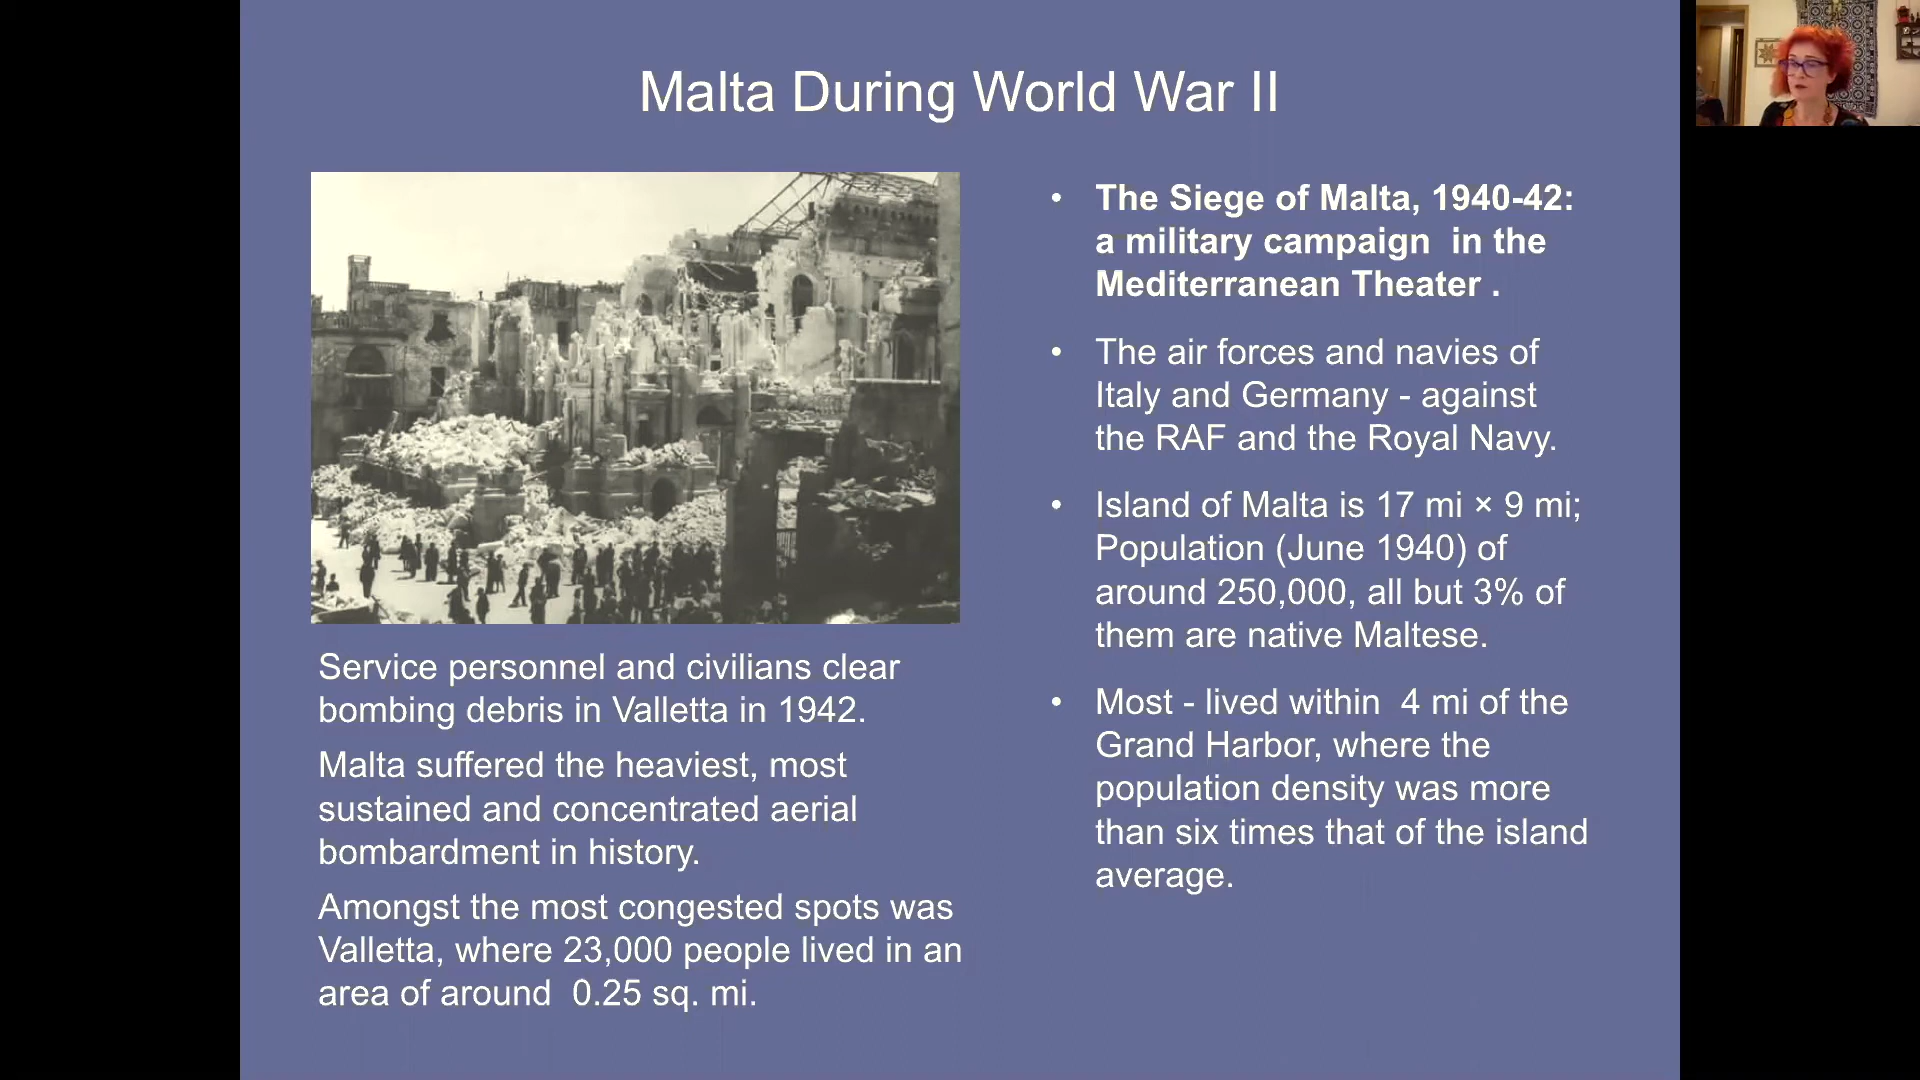 Malta During World War II
Service personnel and civilians clear
bombing debris in Valletta in 1942.
Malta suffered the heaviest, most
sustained and concentrated aerial
bombardment in history.
Amongst the most congested spots was
Valletta, where 23,000 people lived in an
area of around  0.25 sq. mi.
• The Siege of Malta, 1940-42:
a military campaign  in the
Mediterranean Theater .
• The air forces and navies of
Italy and Germany - against
the RAF and the Royal Navy.
• Island of Malta is 17 mi × 9 mi;
Population (June 1940) of
around 250,000, all but 3% of
them are native Maltese.
• Most - lived within  4 mi of the
Grand Harbor, where the
population density was more
than six times that of the island
average.